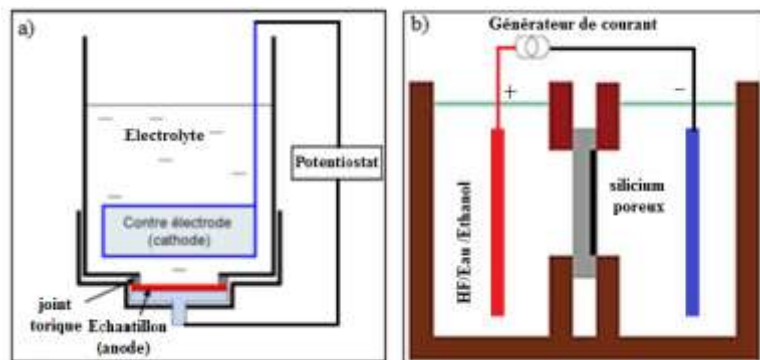 a)
Electrolyte
Potentiostat
Contre électrode
(cathode)
joint
torique
Echantillon
(anode)
b)
Générateur de courant
+
−
HF/Eau /Ethanol
silicium
poreux